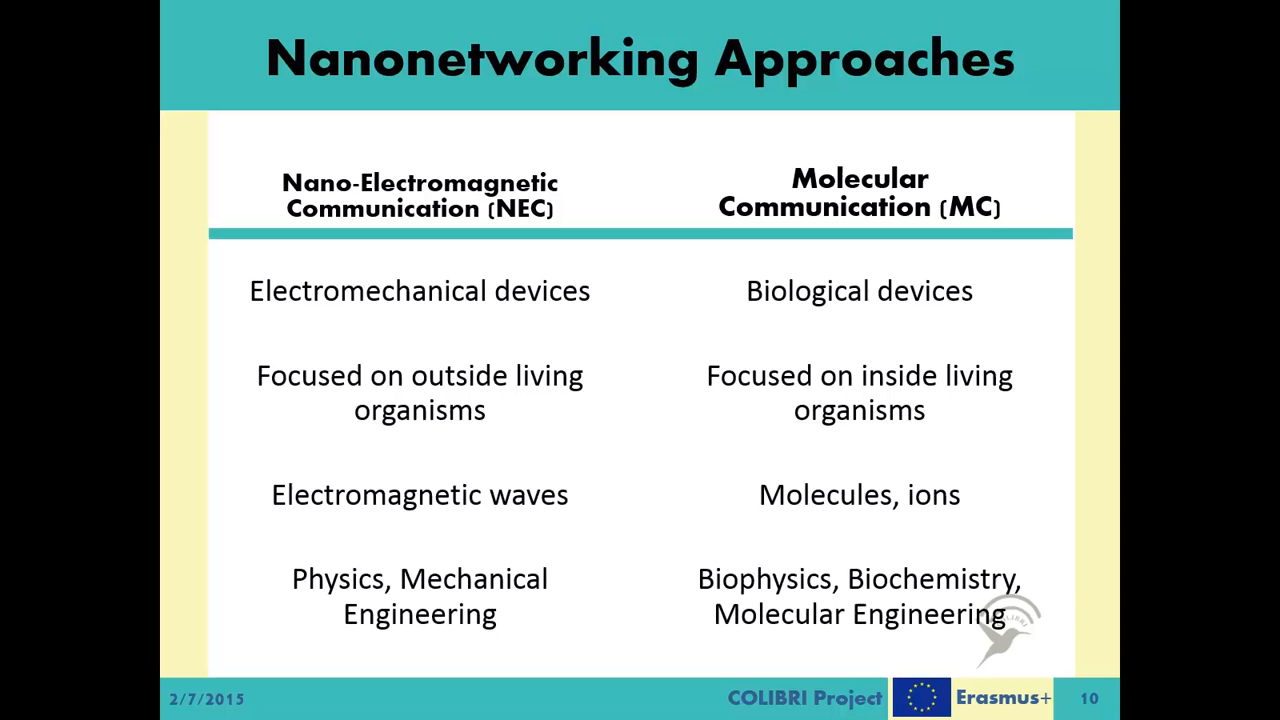 Nanonetworking Approaches
Nano-Electromagnetic
Communication (NEC)
Molecular
Communication (MC)
Electromechanical devices
Biological devices
Focused on outside living
organisms
Focused on inside living
organisms
Electromagnetic waves
Molecules, ions
Physics, Mechanical
Engineering
Biophysics, Biochemistry,
Molecular Engineering
COLIBRI
2/7/2015
COLIBRI Project
Erasmus+
10